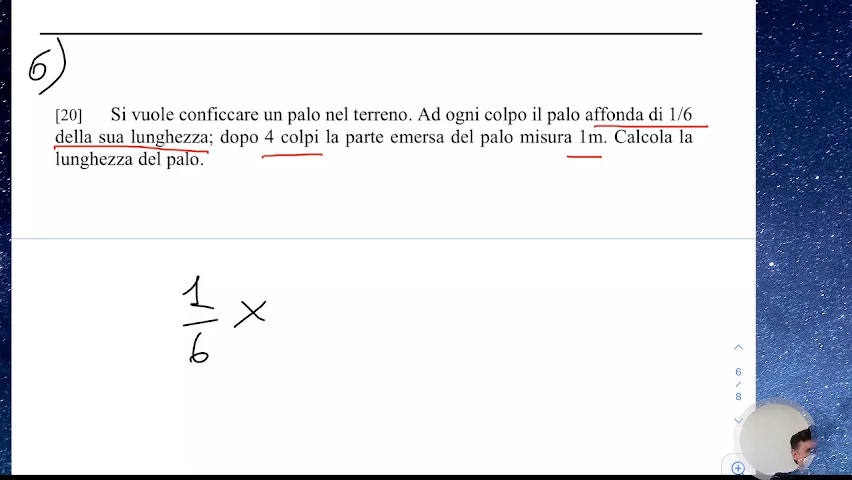 6)
[20] Si vuole conficcare un palo nel terreno. Ad ogni colpo il palo affonda di 1/6
della sua lunghezza; dopo 4 colpi la parte emersa del palo misura 1m. Calcola la
lunghezza del palo.
1
6
x
6
/
8